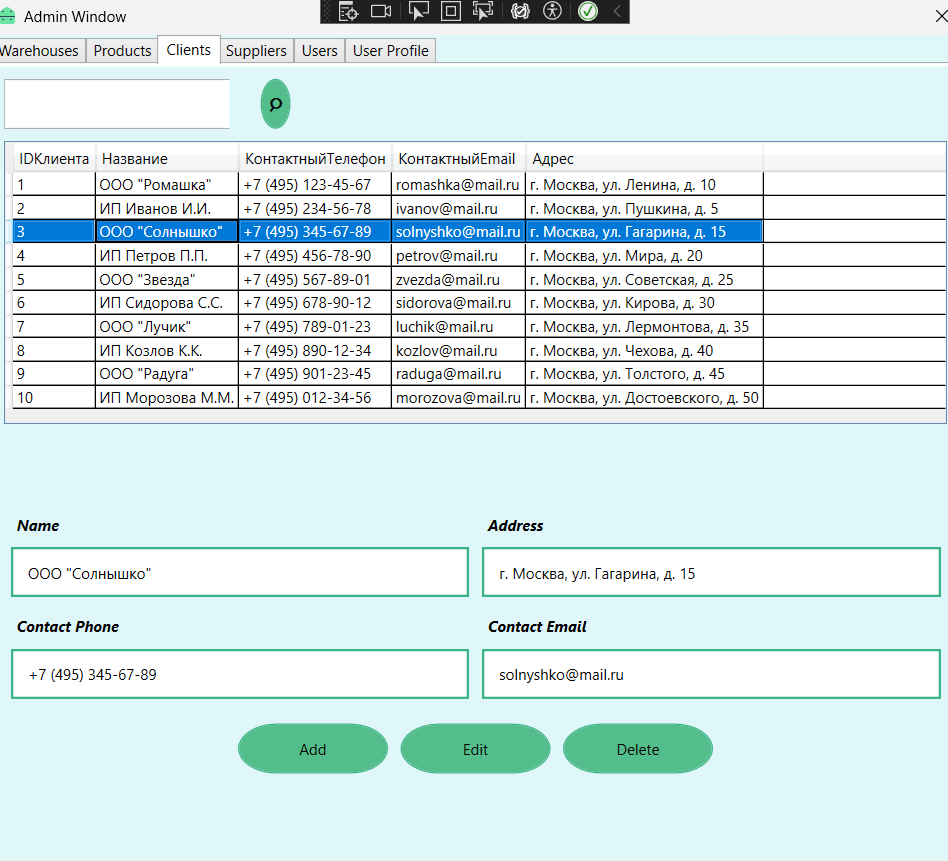 Admin Window
Warehouses Products Clients Suppliers Users User Profile
IDКлиента Название КонтактныйТелефон КонтактныйEmail Адрес
1 ООО "Ромашка" +7 (495) 123-45-67 romashka@mail.ru г. Москва, ул. Ленина, д. 10
2 ИП Иванов И.И. +7 (495) 234-56-78 ivanov@mail.ru г. Москва, ул. Пушкина, д. 5
3 ООО "Солнышко" +7 (495) 345-67-89 solnyshko@mail.ru г. Москва, ул. Гагарина, д. 15
4 ИП Петров П.П. +7 (495) 456-78-90 petrov@mail.ru г. Москва, ул. Мира, д. 20
5 ООО "Звезда" +7 (495) 567-89-01 zvezda@mail.ru г. Москва, ул. Советская, д. 25
6 ИП Сидорова С.С. +7 (495) 678-90-12 sidorova@mail.ru г. Москва, ул. Кирова, д. 30
7 ООО "Лучик" +7 (495) 789-01-23 luchik@mail.ru г. Москва, ул. Лермонтова, д. 35
8 ИП Козлов К.К. +7 (495) 890-12-34 kozlov@mail.ru г. Москва, ул. Чехова, д. 40
9 ООО "Радуга" +7 (495) 901-23-45 raduga@mail.ru г. Москва, ул. Толстого, д. 45
10 ИП Морозова М.М. +7 (495) 012-34-56 morozova@mail.ru г. Москва, ул. Достоевского, д. 50
Name Address
ООО "Солнышко" г. Москва, ул. Гагарина, д. 15
Contact Phone Contact Email
+7 (495) 345-67-89 solnyshko@mail.ru
Add Edit Delete